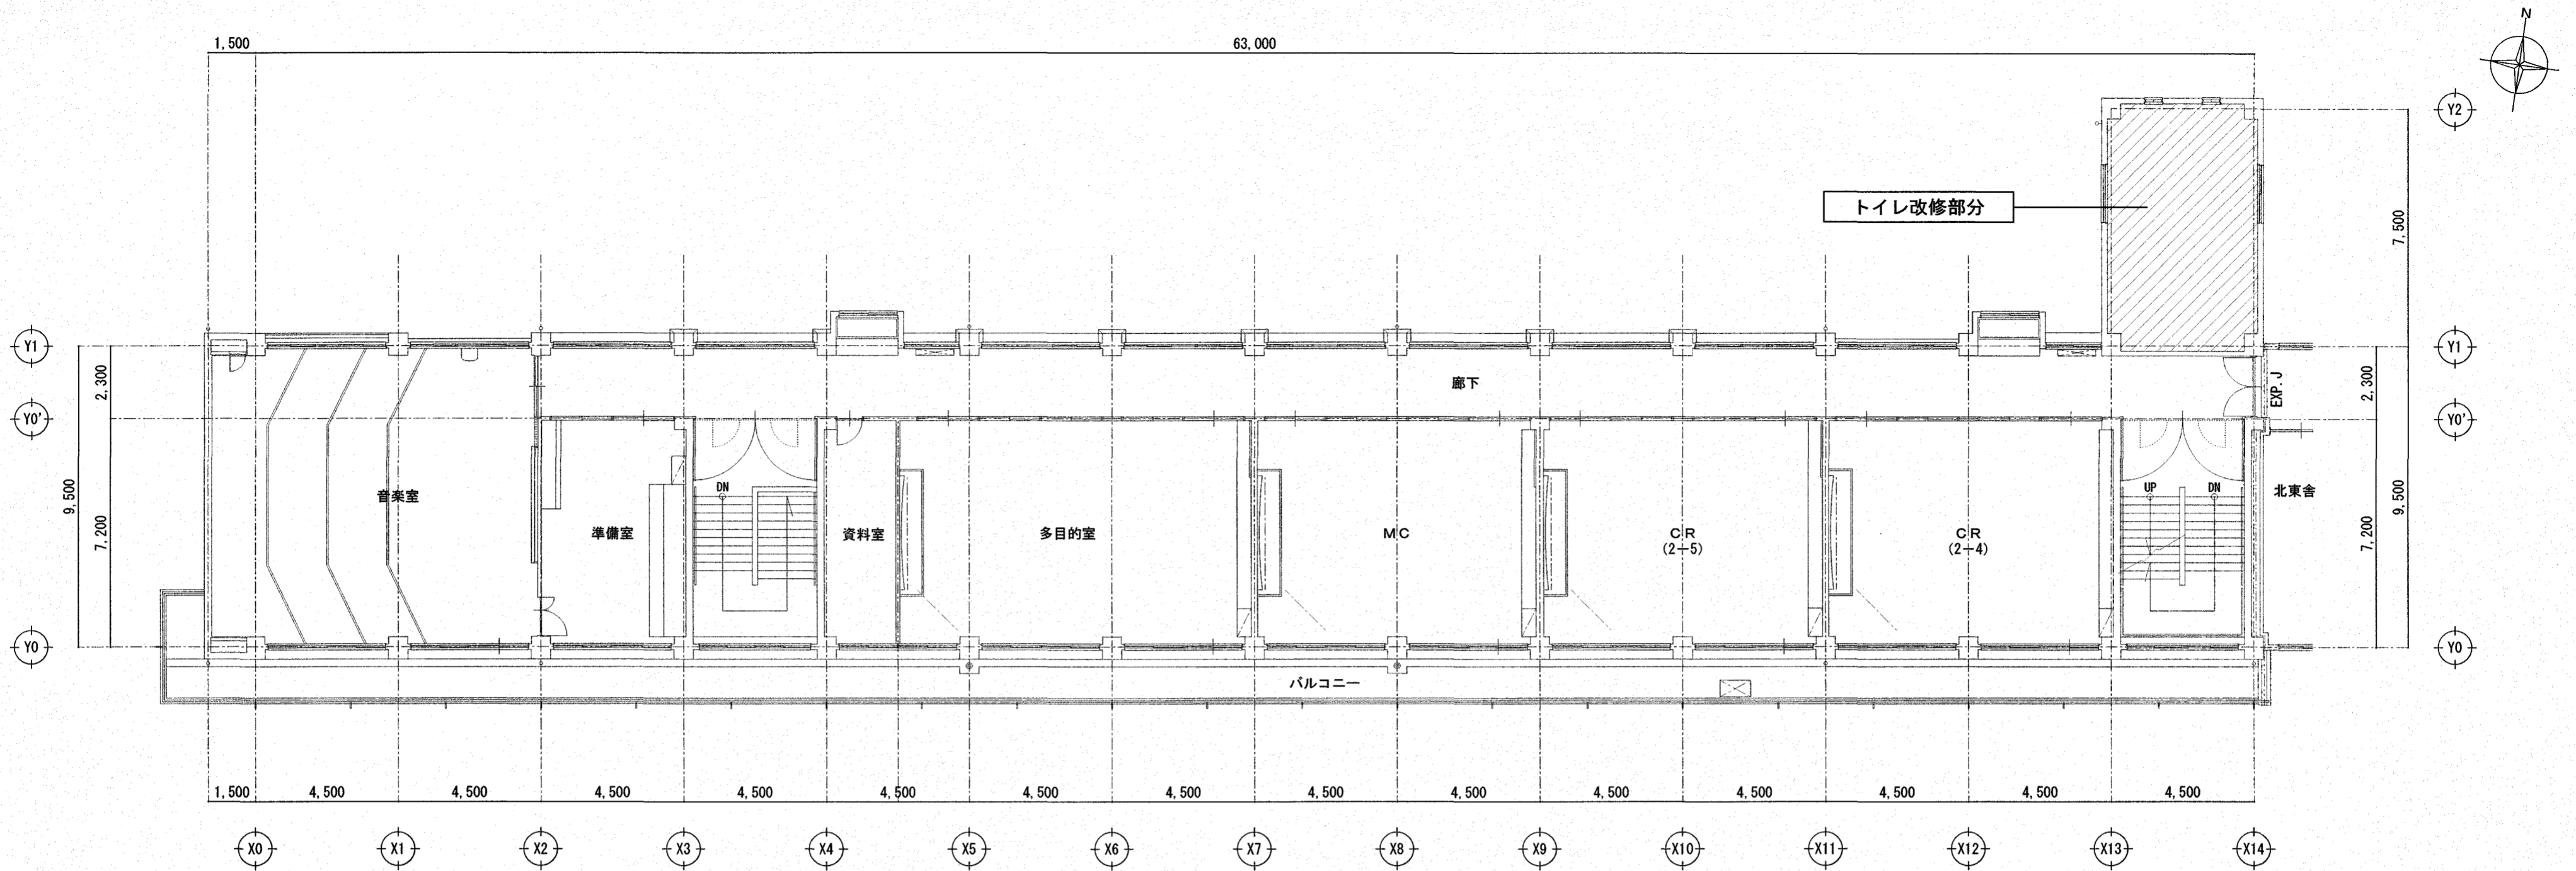 N
1,500
63,000
Y2
トイレ改修部分
7,500
Y1
Y1
2,300
廊下
EXP.J
2,300
Y0'
Y0'
9,500
7,200
音楽室
DN
準備室
資料室
多目的室
MC
CR
(2-5)
CR
(2-4)
UP
DN
北東舎
7,200
9,500
Y0
Y0
バルコニー
1,500
4,500
4,500
4,500
4,500
4,500
4,500
4,500
4,500
4,500
4,500
4,500
4,500
4,500
4,500
X0
X1
X2
X3
X4
X5
X6
X7
X8
X9
X10
X11
X12
X13
X14